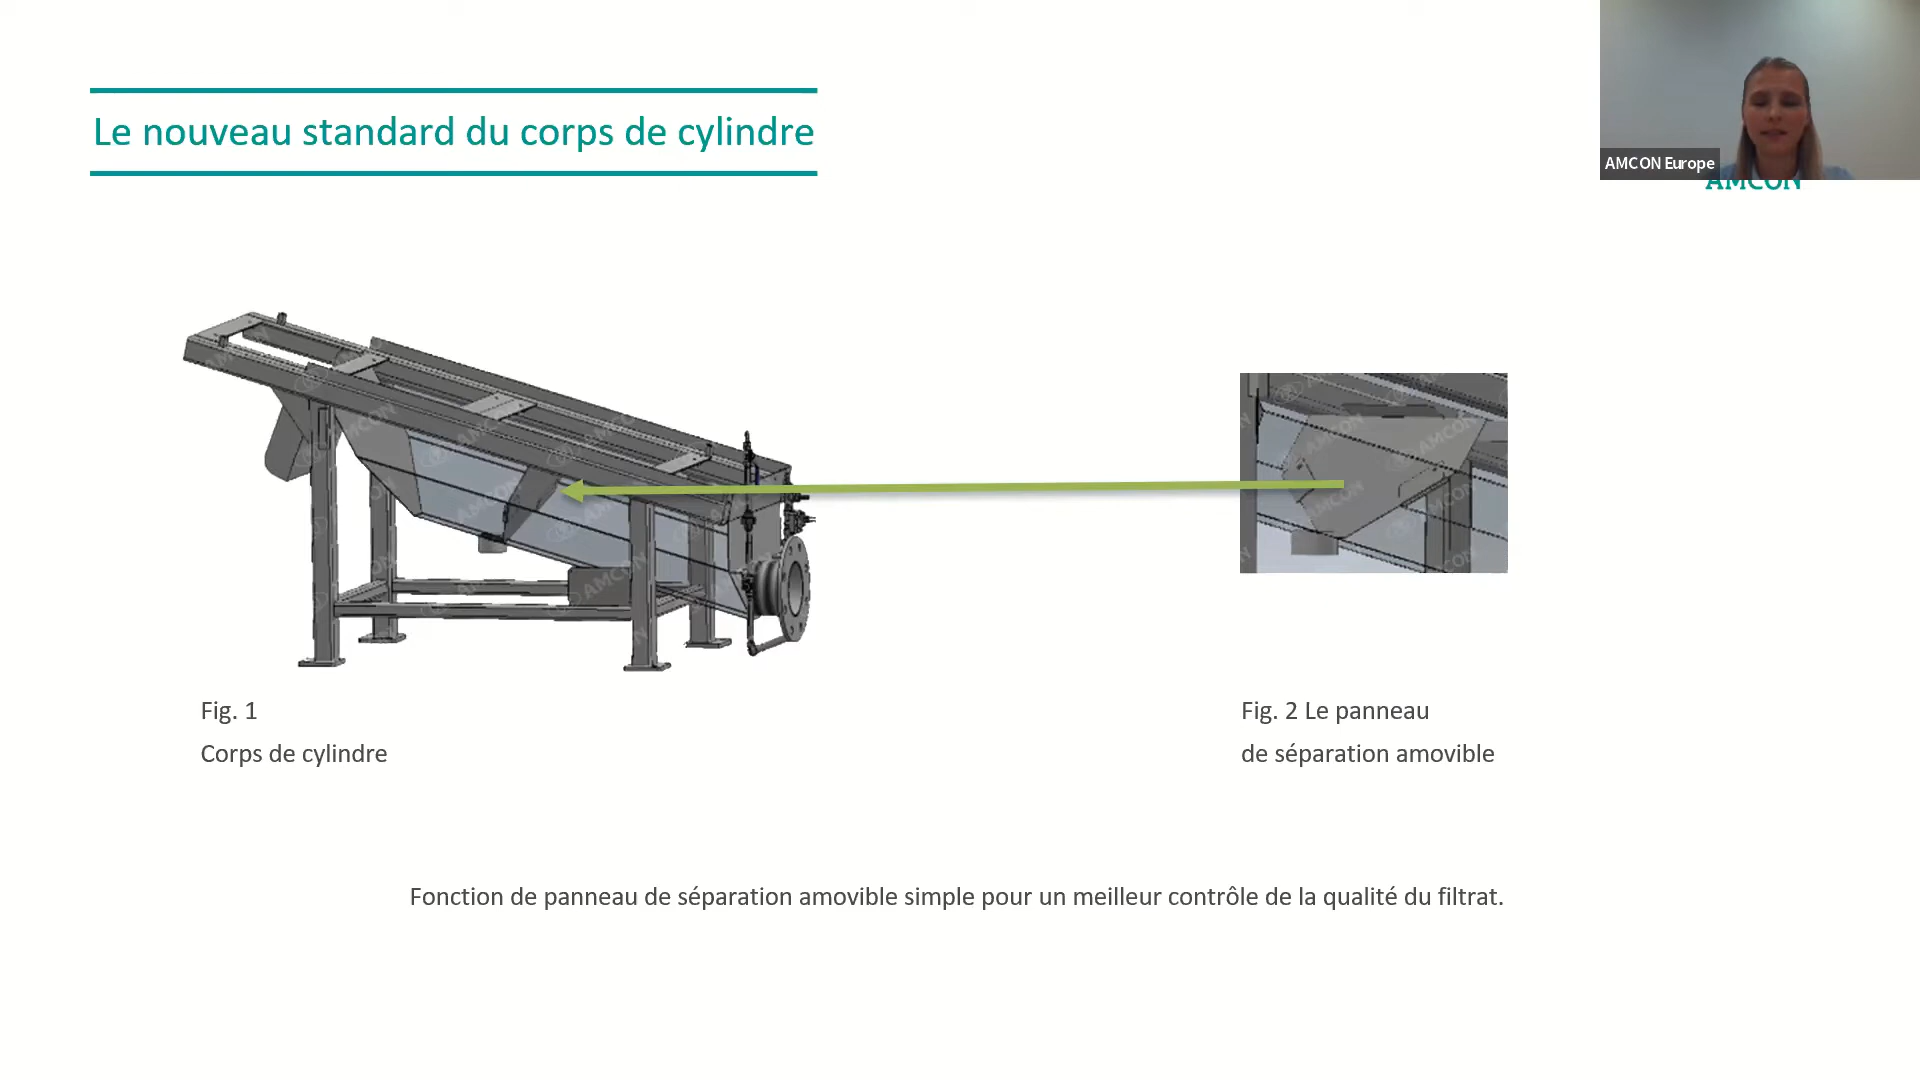 Le nouveau standard du corps de cylindre
AMCON Europe
AMCON
Fig. 1
Corps de cylindre
Fig. 2 Le panneau
de séparation amovible
Fonction de panneau de séparation amovible simple pour un meilleur contrôle de la qualité du filtrat.